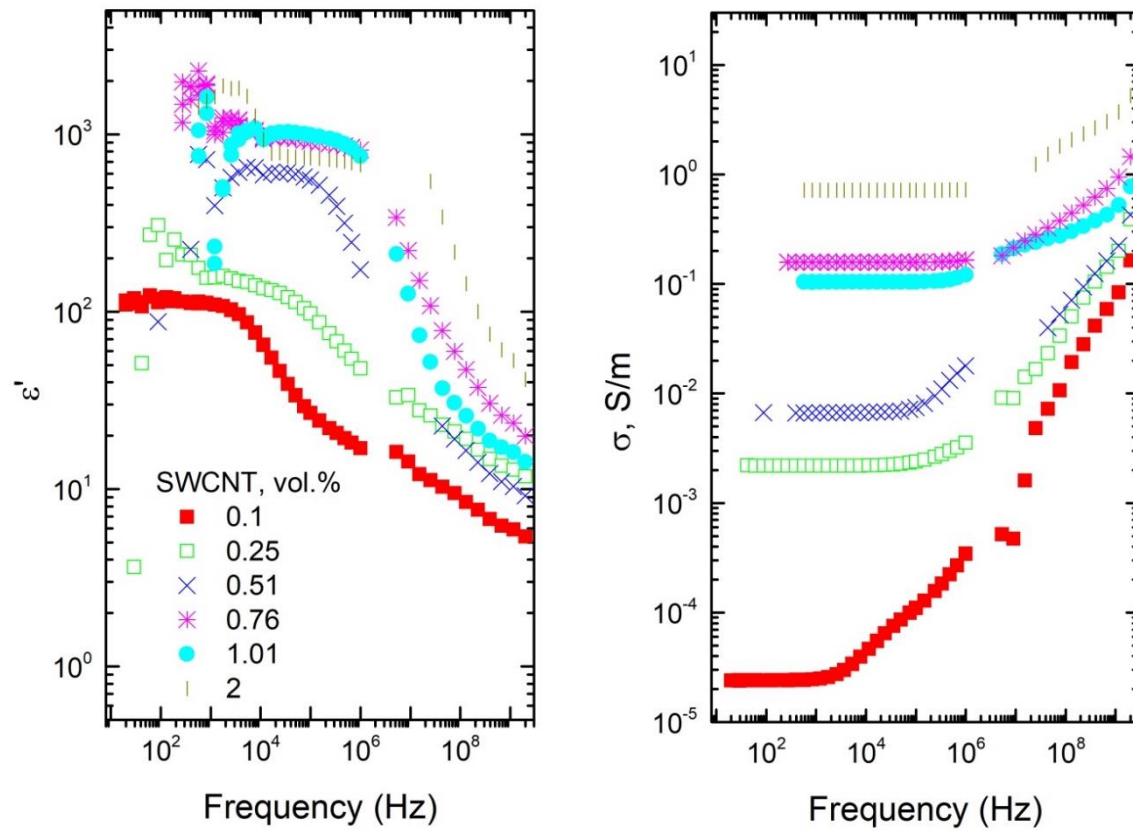 ε'
10³
10²
10¹
10⁰
SWCNT, vol.%
0.1
0.25
0.51
0.76
1.01
2
10² 10⁴ 10⁶ 10⁸
Frequency (Hz)
σ, S/m
10¹
10⁰
10⁻¹
10⁻²
10⁻³
10⁻⁴
10⁻⁵
10² 10⁴ 10⁶ 10⁸
Frequency (Hz)